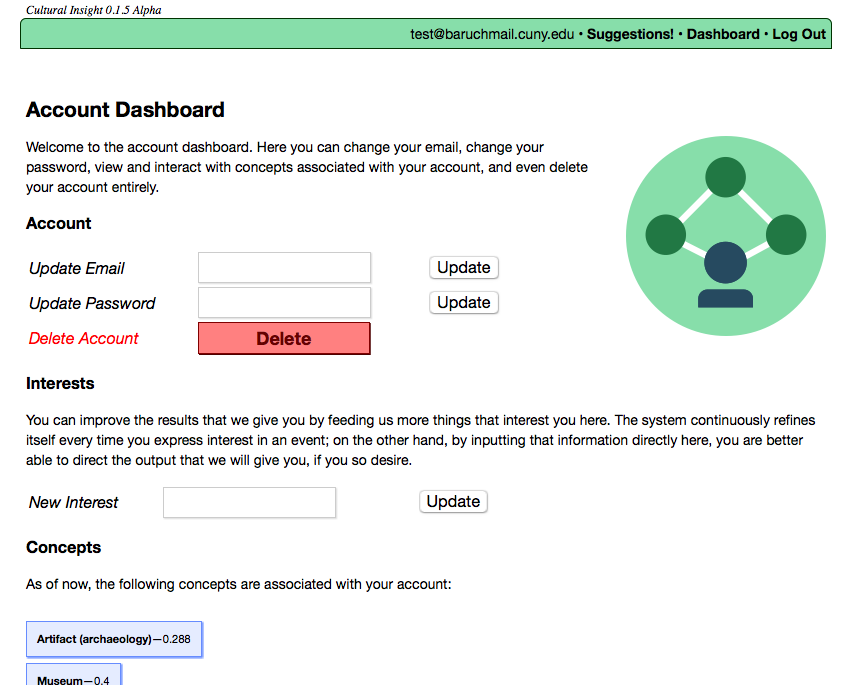 Cultural Insight 0.1.5 Alpha
test@baruchmail.cuny.edu • Suggestions! • Dashboard • Log Out
Account Dashboard
Welcome to the account dashboard. Here you can change your email, change your
password, view and interact with concepts associated with your account, and even delete
your account entirely.
Account
Update Email Update
Update Password Update
Delete Account Delete
Interests
You can improve the results that we give you by feeding us more things that interest you here. The system continuously refines
itself every time you express interest in an event; on the other hand, by inputting that information directly here, you are better
able to direct the output that we will give you, if you so desire.
New Interest Update
Concepts
As of now, the following concepts are associated with your account:
Artifact (archaeology)—0.288
Museum—0.4